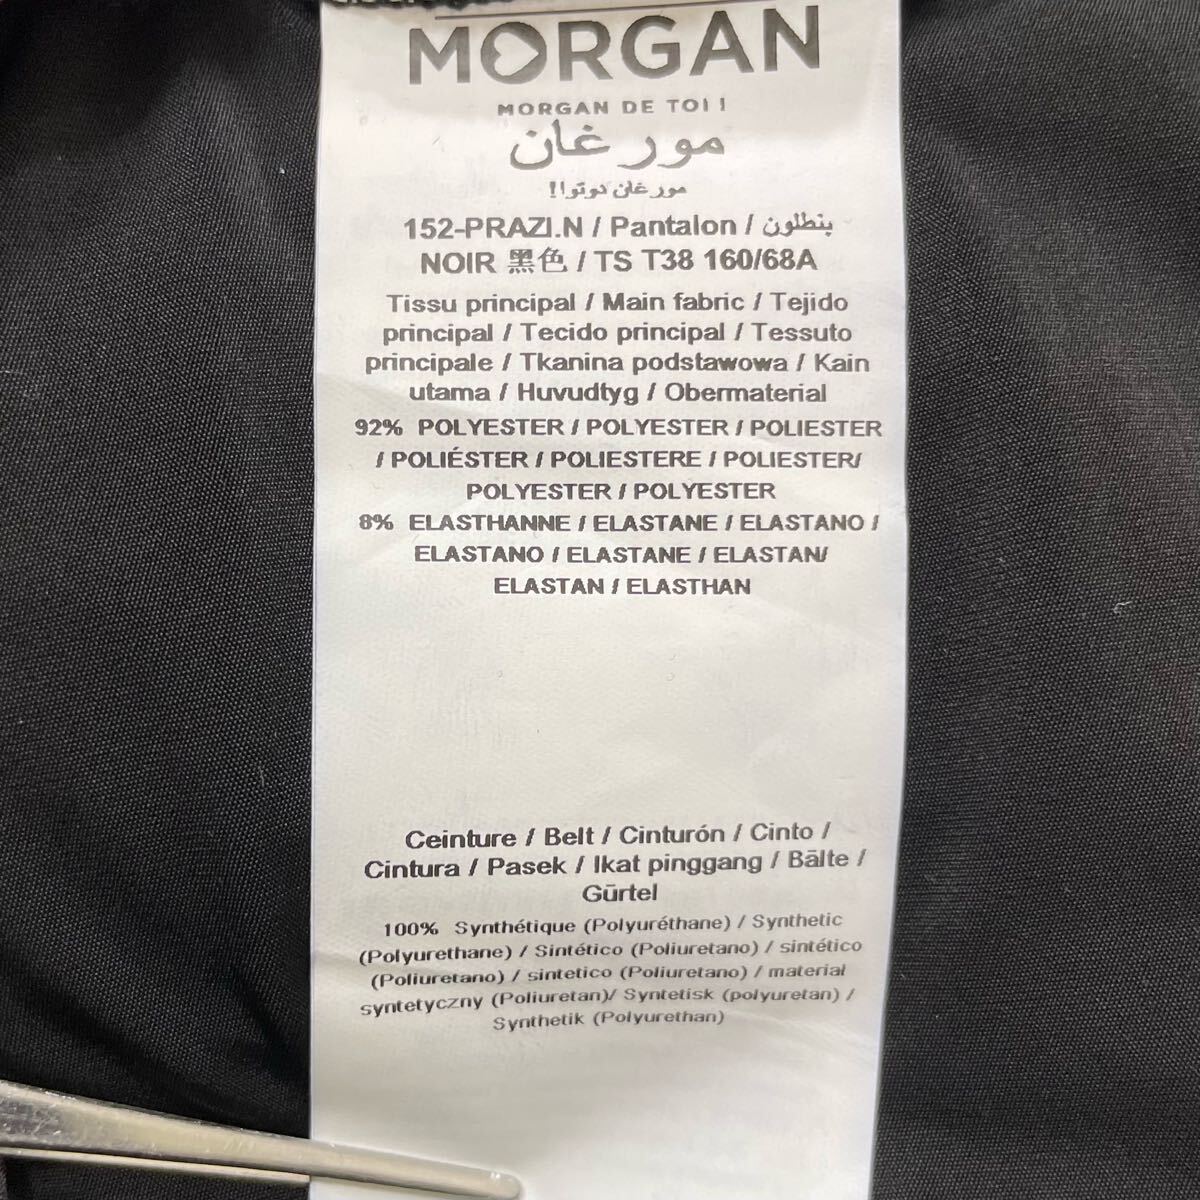 MORGAN
MORGAN DE TOI !
مورغان
مورغان دوتوا!
152-PRAZI.N / Pantalon / بنطلون
NOIR 黑色 / TS T38 160/68A
Tissu principal / Main fabric / Tejido
principal / Tecido principal / Tessuto
principale / Tkanina podstawowa / Kain
utama / Huvudtyg / Obermaterial
92% POLYESTER / POLYESTER / POLIESTER
/ POLIÉSTER / POLIESTERE / POLIESTER/
POLYESTER / POLYESTER
8% ELASTHANNE / ELASTANE / ELASTANO /
ELASTANO / ELASTANE / ELASTAN/
ELASTAN / ELASTHAN
Ceinture / Belt / Cinturón / Cinto /
Cintura / Pasek / Ikat pinggang / Bälte /
Gürtel
100% Synthétique (Polyuréthane) / Synthetic
(Polyurethane) / Sintético (Poliuretano) / sintético
(Poliuretano) / sintetico (Poliuretano) / materiał
syntetyczny (Poliuretan)/ Syntetisk (polyuretan) /
Synthetik (Polyurethan)